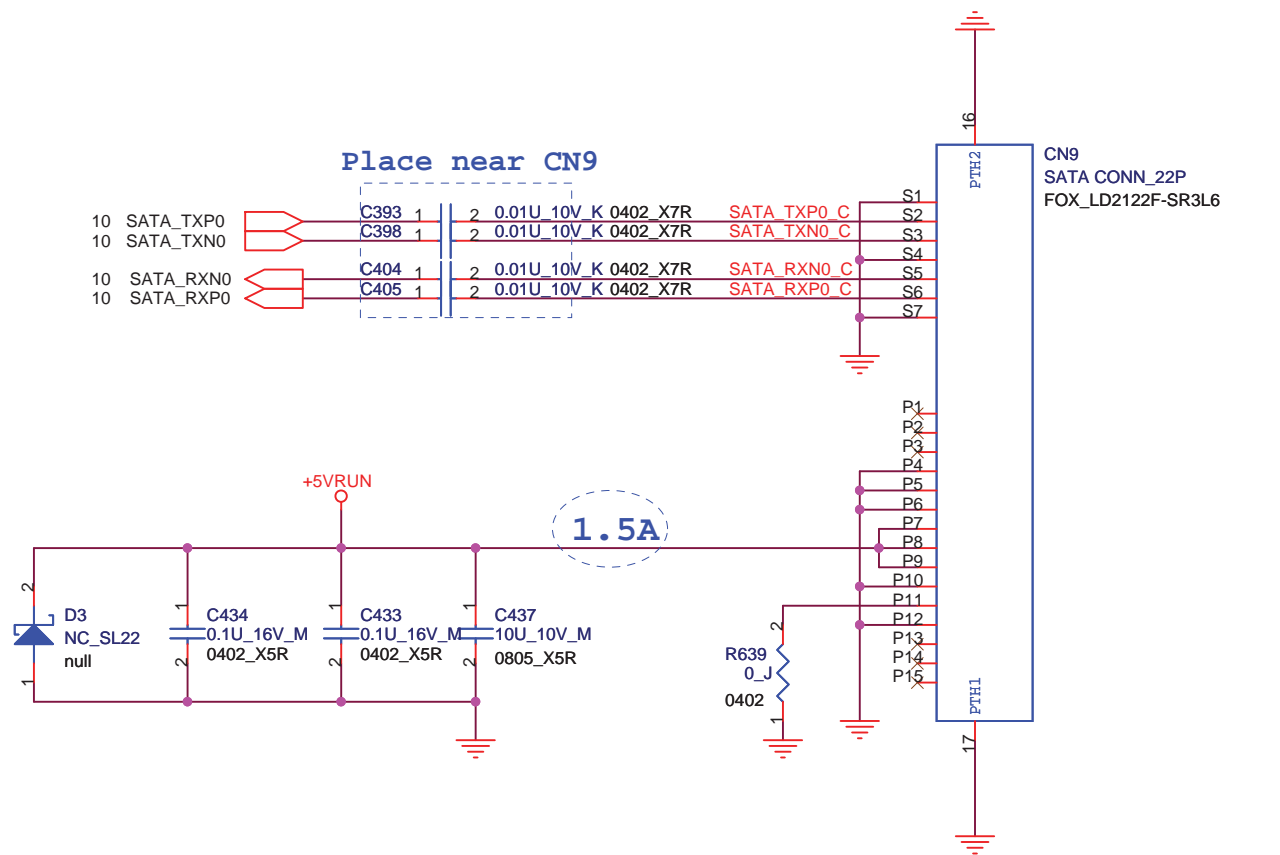 16
PTH2
CN9
SATA CONN_22P
FOX_LD2122F-SR3L6
Place near CN9
S1
10 SATA_TXP0 C393 1 2 0.01U_10V_K 0402_X7R SATA_TXP0_C S2
10 SATA_TXN0 C398 1 2 0.01U_10V_K 0402_X7R SATA_TXN0_C S3
S4
10 SATA_RXN0 C404 1 2 0.01U_10V_K 0402_X7R SATA_RXN0_C S5
10 SATA_RXP0 C405 1 2 0.01U_10V_K 0402_X7R SATA_RXP0_C S6
S7
P1
P2
P3
P4
P5
P6
P7
P8
P9
P10
P11
P12
P13
P14
P15
+5VRUN
1.5A
2
D3
NC_SL22
null
1
1
C434
0.1U_16V_M
0402_X5R
2
1
C433
0.1U_16V_M
0402_X5R
2
1
C437
10U_10V_M
0805_X5R
2
2
R639
0_J
0402
1
PTH1
17